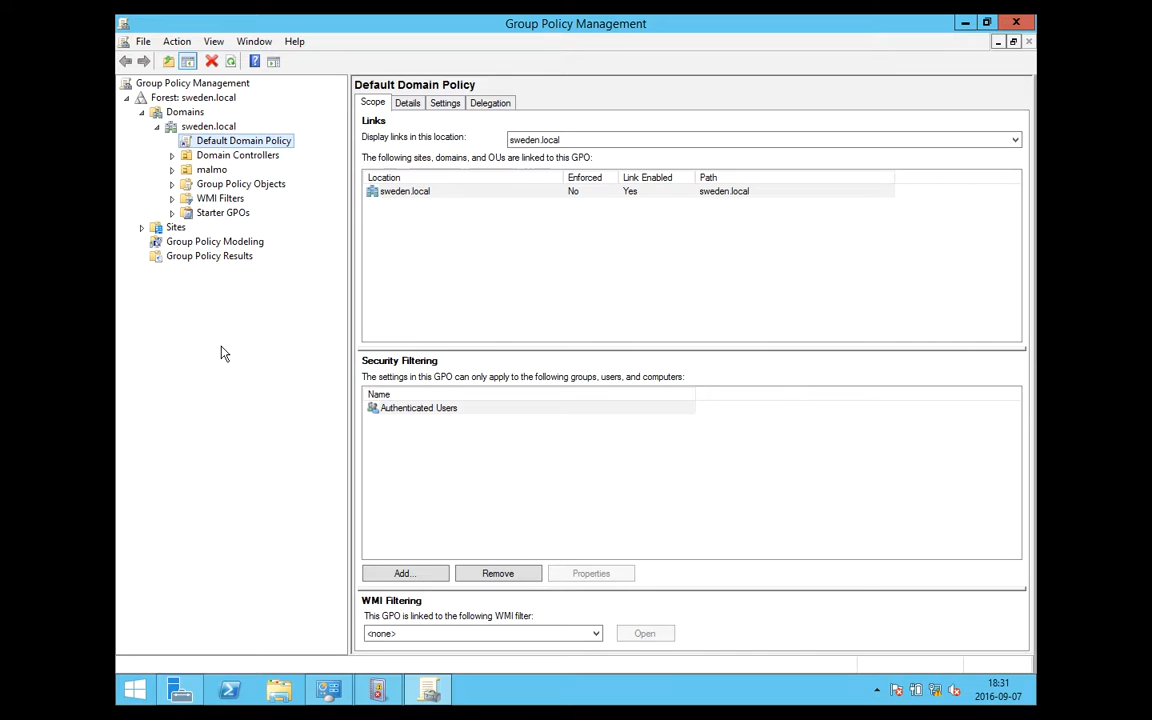 Group Policy Management
File Action View Window Help
Group Policy Management
Forest: sweden.local
Domains
sweden.local
Default Domain Policy
Domain Controllers
malmo
Group Policy Objects
WMI Filters
Starter GPOs
Sites
Group Policy Modeling
Group Policy Results
Default Domain Policy
Scope Details Settings Delegation
Links
Display links in this location: sweden.local
The following sites, domains, and OUs are linked to this GPO:
Location Enforced Link Enabled Path
sweden.local No Yes sweden.local
Security Filtering
The settings in this GPO can only apply to the following groups, users, and computers:
Name
Authenticated Users
Add... Remove Properties
WMI Filtering
This GPO is linked to the following WMI filter:
<none> Open
18:31
2016-09-07